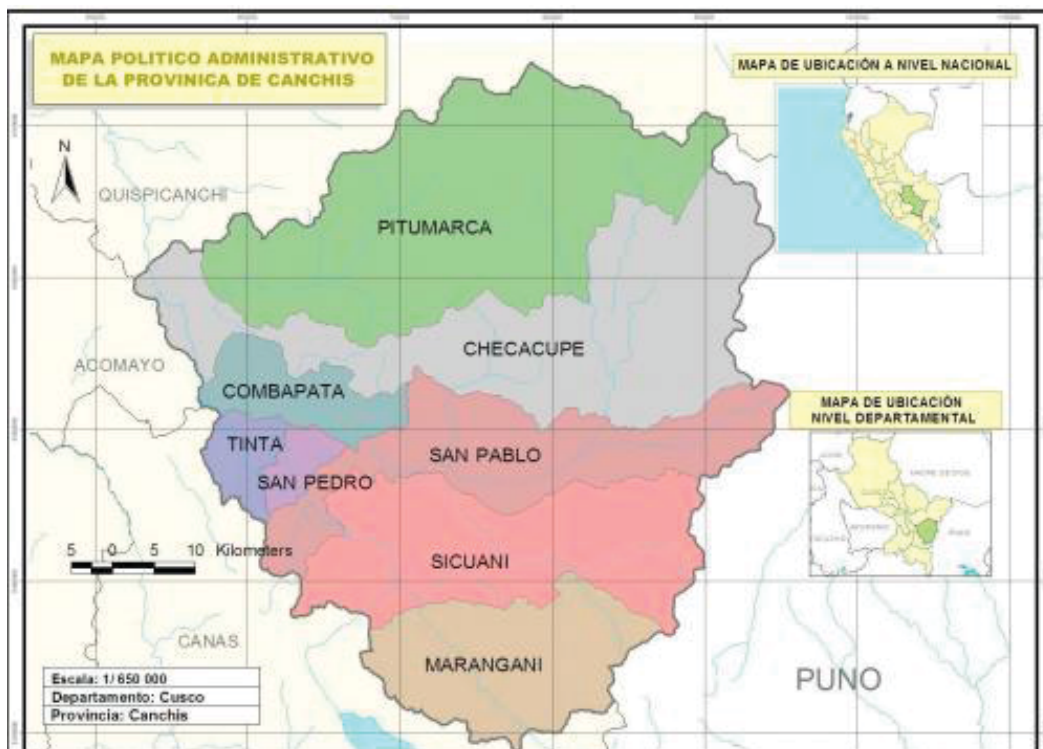 MAPA POLITICO ADMINISTRATIVO
DE LA PROVINICA DE CANCHIS
MAPA DE UBICACIÓN A NIVEL NACIONAL
N
QUISPICANCHI
PITUMARCA
CHECACUPE
ACOMAYO
COMBAPATA
MAPA DE UBICACIÓN
NIVEL DEPARTAMENTAL
TINTA
SAN PABLO
SAN PEDRO
5 0 5 10 Kilometers
SICUANI
CANAS
MARANGANI
PUNO
Escala: 1/ 650 000
Departamento: Cusco
Provincia: Canchis